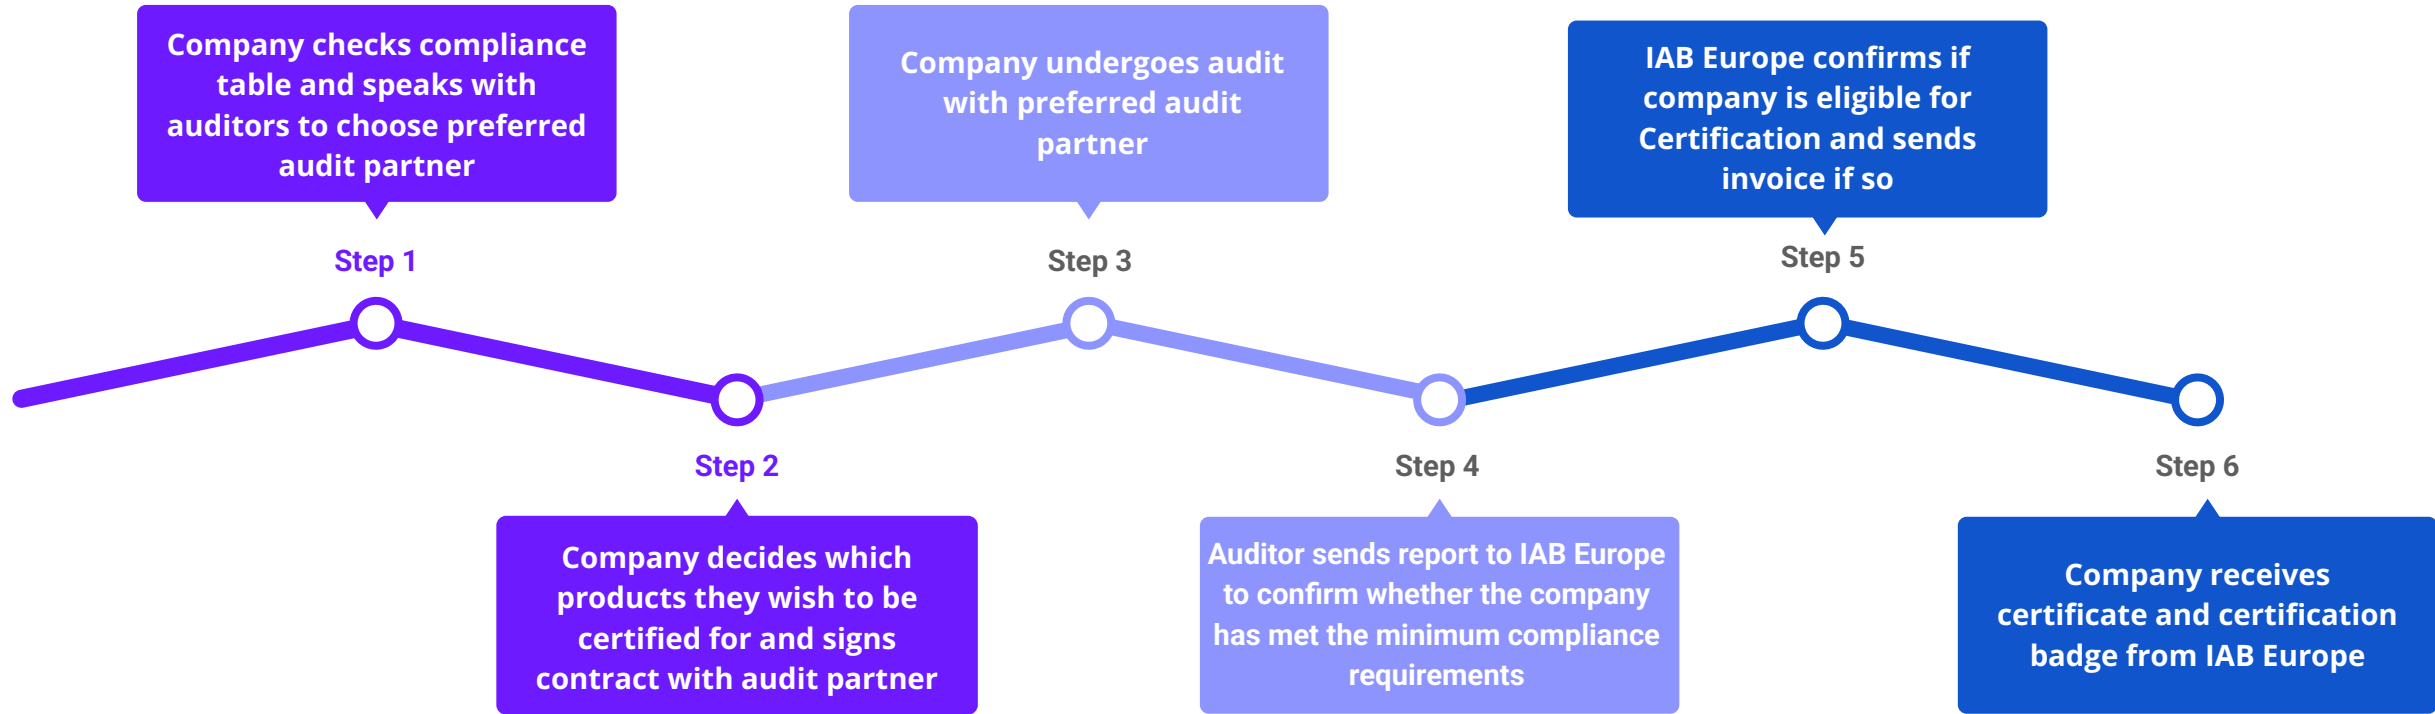 Company checks compliance
table and speaks with
auditors to choose preferred
audit partner
Step 1
Step 2
Company decides which
products they wish to be
certified for and signs
contract with audit partner
Company undergoes audit
with preferred audit
partner
Step 3
Step 4
Auditor sends report to IAB Europe
to confirm whether the company
has met the minimum compliance
requirements
IAB Europe confirms if
company is eligible for
Certification and sends
invoice if so
Step 5
Step 6
Company receives
certificate and certification
badge from IAB Europe